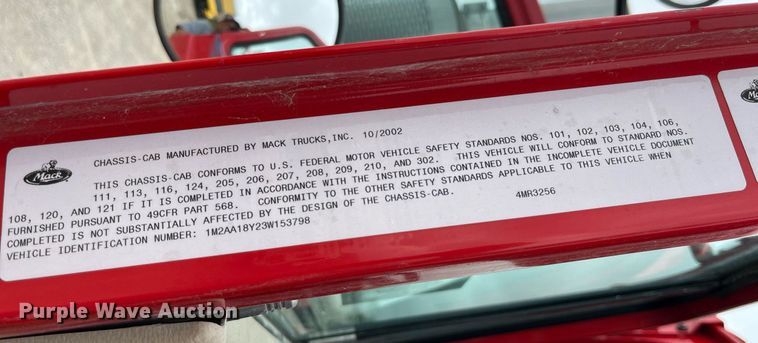 CHASSIS-CAB MANUFACTURED BY MACK TRUCKS,INC. 10/2002
THIS CHASSIS-CAB CONFORMS TO U.S. FEDERAL MOTOR VEHICLE SAFETY STANDARDS NOS. 101, 102, 103, 104, 106,
111, 113, 116, 124, 205, 206, 207, 208, 209, 210, AND 302. THIS VEHICLE WILL CONFORM TO STANDARD NOS.
108, 120, AND 121 IF IT IS COMPLETED IN ACCORDANCE WITH THE INSTRUCTIONS CONTAINED IN THE INCOMPLETE VEHICLE DOCUMENT
FURNISHED PURSUANT TO 49CFR PART 568. CONFORMITY TO THE OTHER SAFETY STANDARDS APPLICABLE TO THIS VEHICLE WHEN
COMPLETED IS NOT SUBSTANTIALLY AFFECTED BY THE DESIGN OF THE CHASSIS-CAB. 4MR3256
VEHICLE IDENTIFICATION NUMBER: 1M2AA18Y23W153798
Mack
Mack
Purple Wave Auction